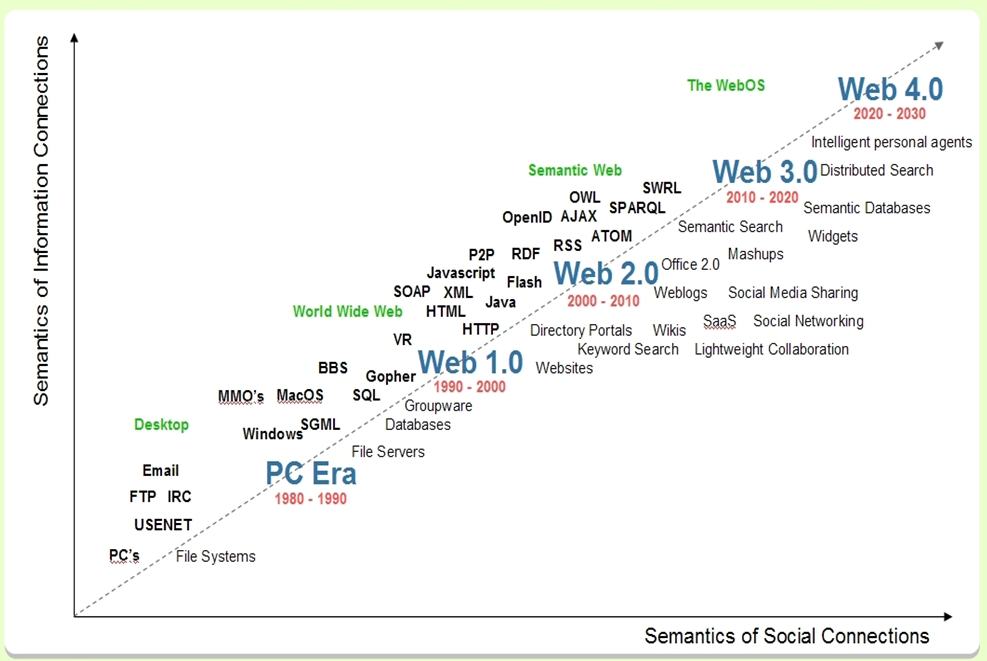 Semantics of Information Connections
The WebOS
Web 4.0
2020 - 2030
Intelligent personal agents
Semantic Web
Web 3.0
Distributed Search
2010 - 2020
SWRL
OWL
SPARQL
Semantic Databases
OpenID
AJAX
Semantic Search
Widgets
ATOM
RSS
P2P
RDF
Mashups
Office 2.0
Javascript
Web 2.0
Flash
2000 - 2010
SOAP
XML
Weblogs
Social Media Sharing
Java
World Wide Web
HTML
SaaS
Social Networking
HTTP
Directory Portals
Wikis
VR
Keyword Search
Lightweight Collaboration
Web 1.0
1990 - 2000
Websites
BBS
Gopher
MMO's
MacOS
SQL
Groupware
Desktop
Windows
SGML
Databases
File Servers
PC Era
1980 - 1990
Email
FTP
IRC
USENET
PC's
File Systems
Semantics of Social Connections